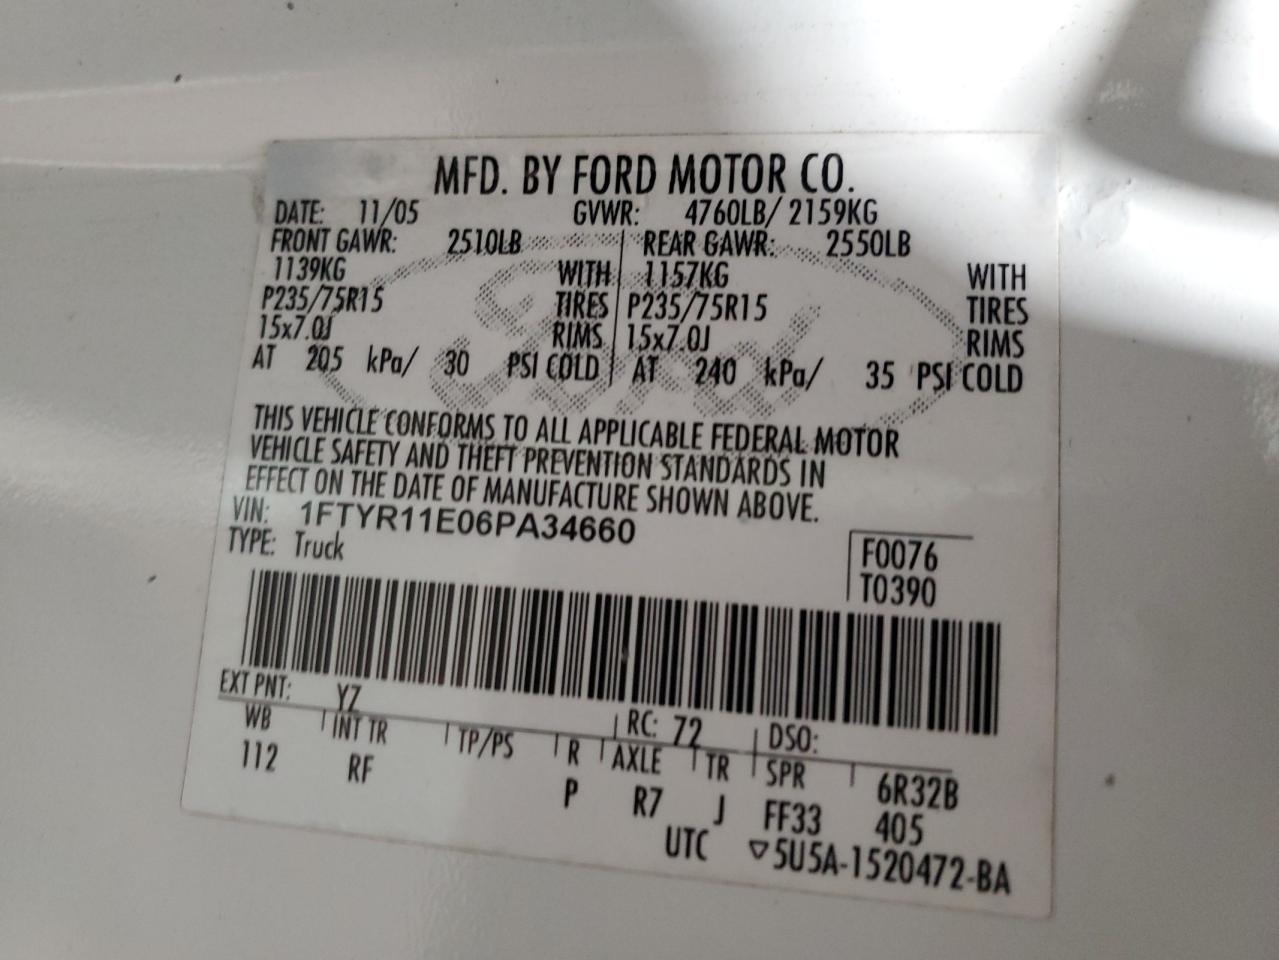 MFD. BY FORD MOTOR CO.
DATE: 11/05 GVWR: 4760LB/ 2159KG
FRONT GAWR: 2510LB REAR GAWR: 2550LB
1139KG WITH 1157KG WITH
P235/75R15 TIRES P235/75R15 TIRES
15x7.0J RIMS 15x7.0J RIMS
AT 205 kPa/ 30 PSI COLD AT 240 kPa/ 35 PSI COLD
Ford
THIS VEHICLE CONFORMS TO ALL APPLICABLE FEDERAL MOTOR
VEHICLE SAFETY AND THEFT PREVENTION STANDARDS IN
EFFECT ON THE DATE OF MANUFACTURE SHOWN ABOVE.
VIN: 1FTYR11E06PA34660
TYPE: Truck
F0076
T0390
EXT PNT: YZ RC: 72 DSO:
WB INT TR TP/PS R AXLE TR SPR 6R32B
112 RF P R7 J FF33 405
UTC ▽5U5A-1520472-BA